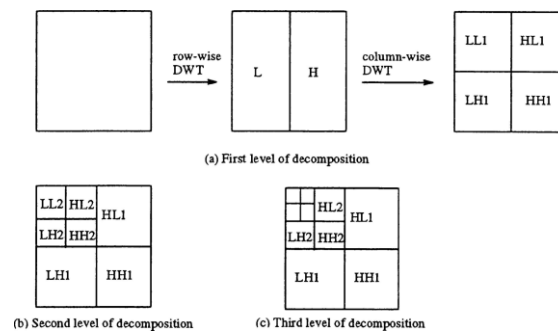 row-wise
DWT
L
H
column-wise
DWT
LL1
HL1
LH1
HH1
(a) First level of decomposition
LL2
HL2
HL1
LH2
HH2
LH1
HH1
(b) Second level of decomposition
HL2
HL1
LH2
HH2
LH1
HH1
(c) Third level of decomposition